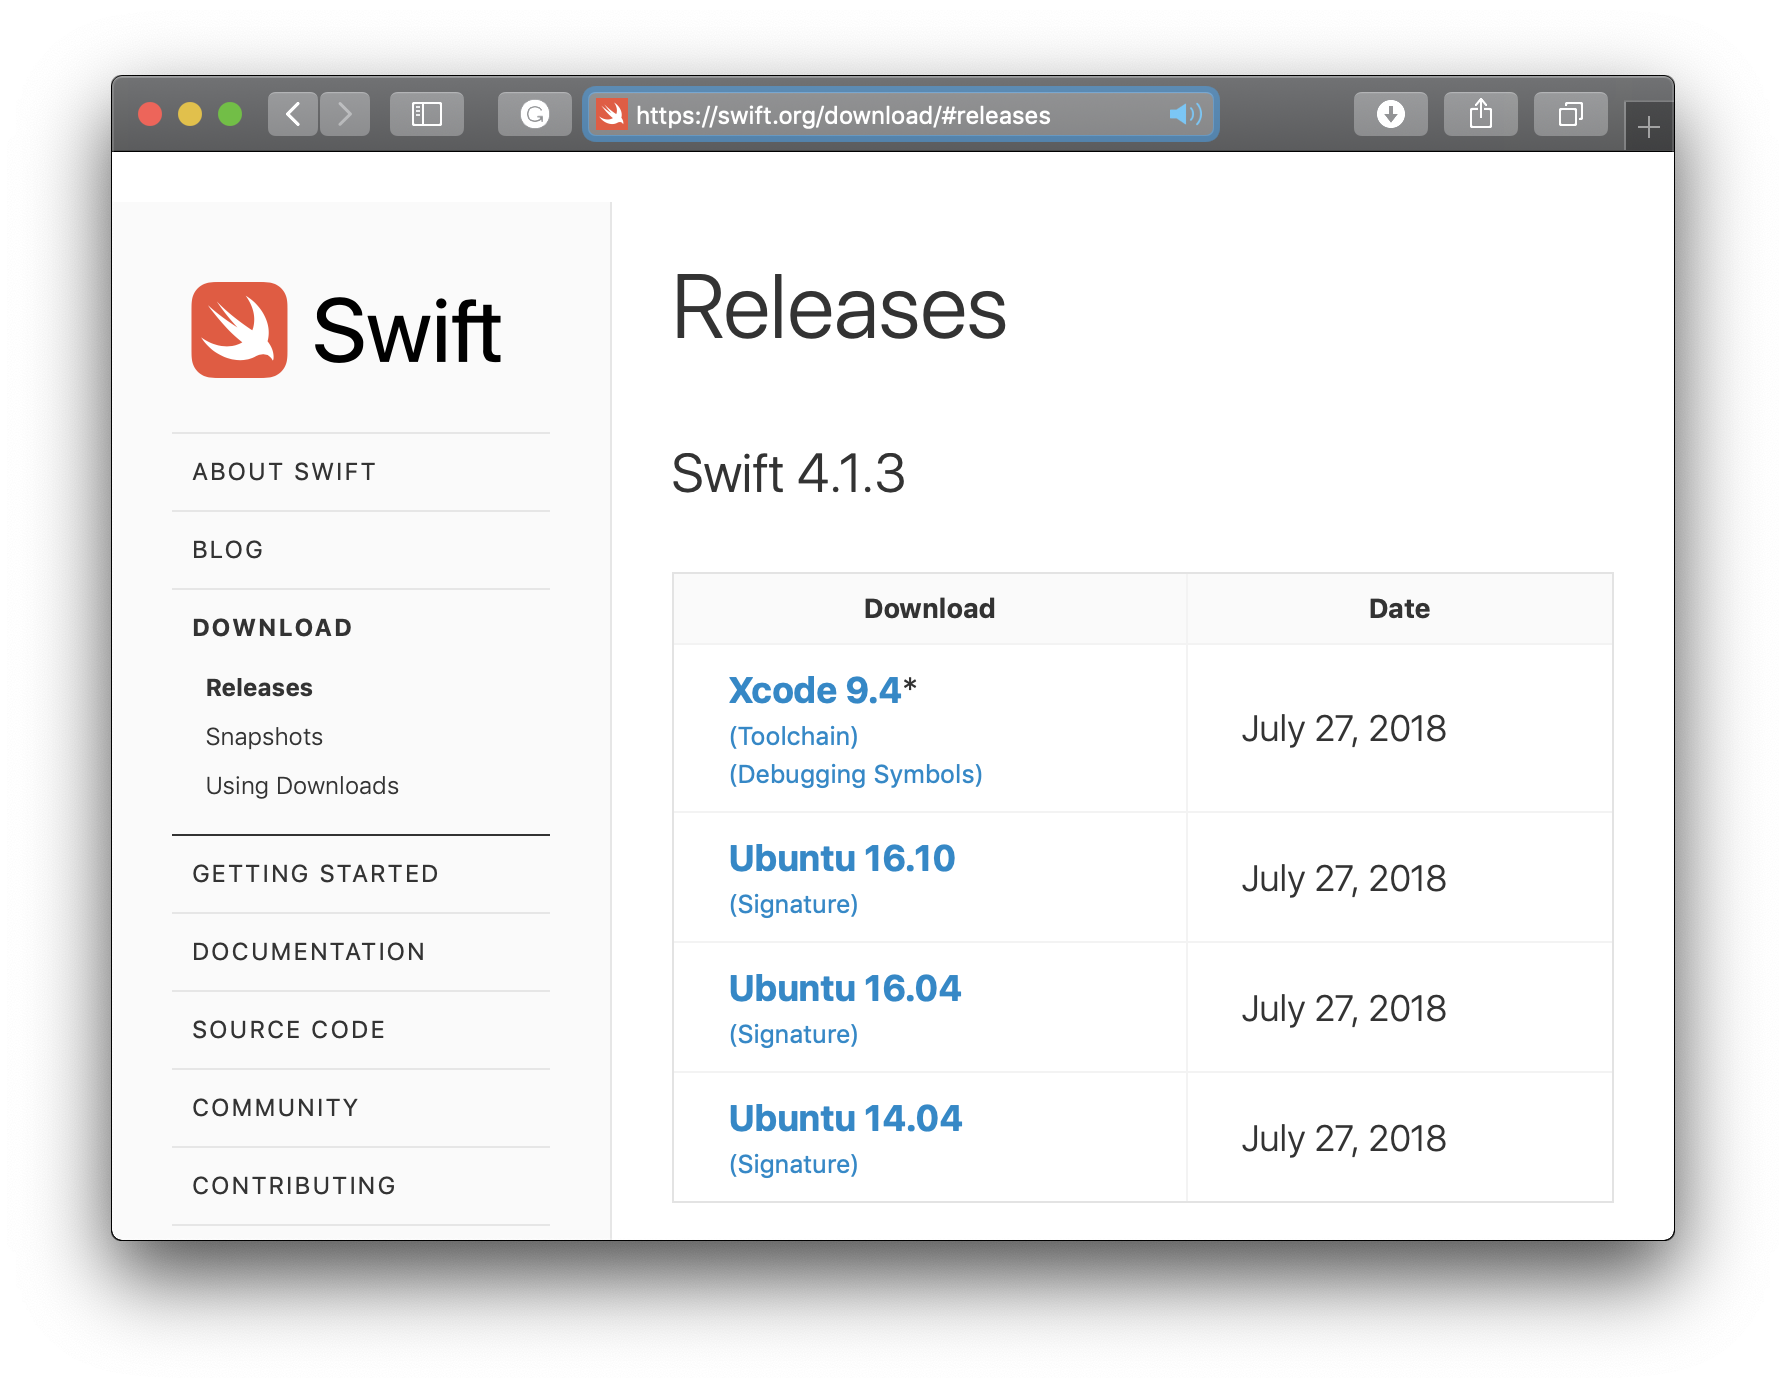 https://swift.org/download/#releases
Swift
ABOUT SWIFT
BLOG
DOWNLOAD
Releases
Snapshots
Using Downloads
GETTING STARTED
DOCUMENTATION
SOURCE CODE
COMMUNITY
CONTRIBUTING
Releases
Swift 4.1.3
Download Date
Xcode 9.4*
(Toolchain)
(Debugging Symbols)
July 27, 2018
Ubuntu 16.10
(Signature)
July 27, 2018
Ubuntu 16.04
(Signature)
July 27, 2018
Ubuntu 14.04
(Signature)
July 27, 2018